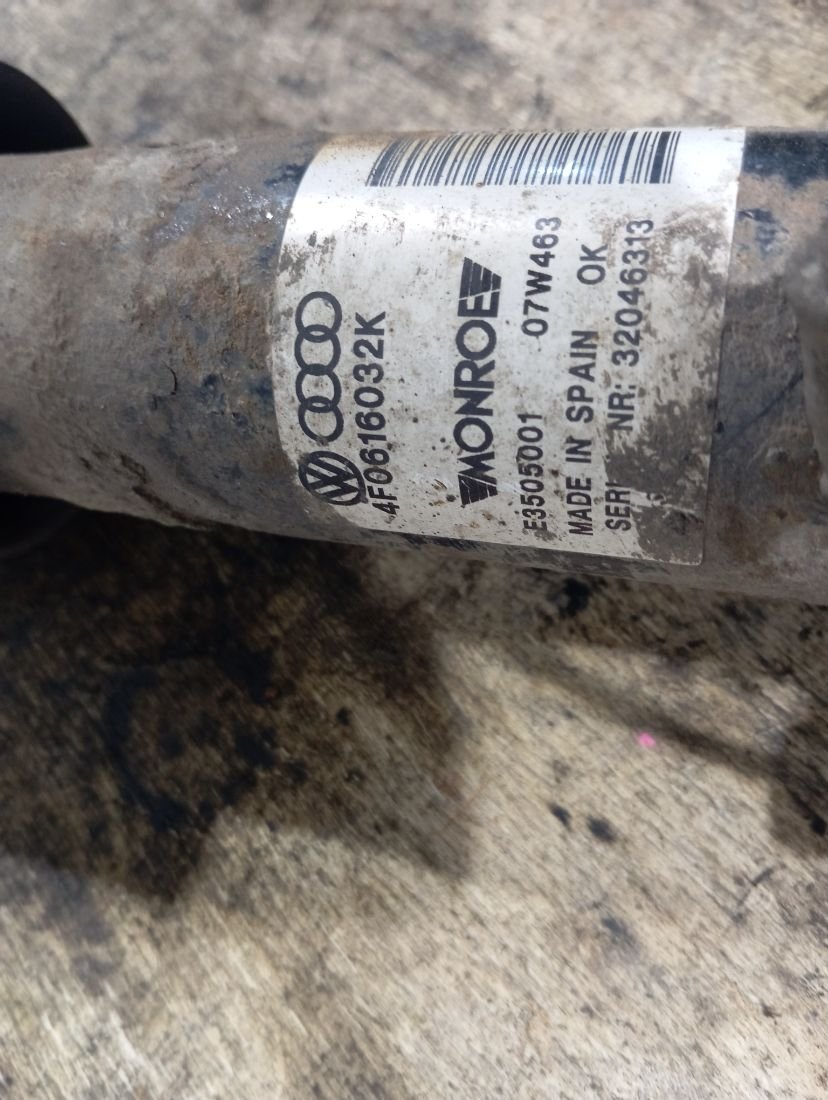 4F0616032K
MONROE
E3505001 07W463
MADE IN SPAIN OK
NR: 32046313